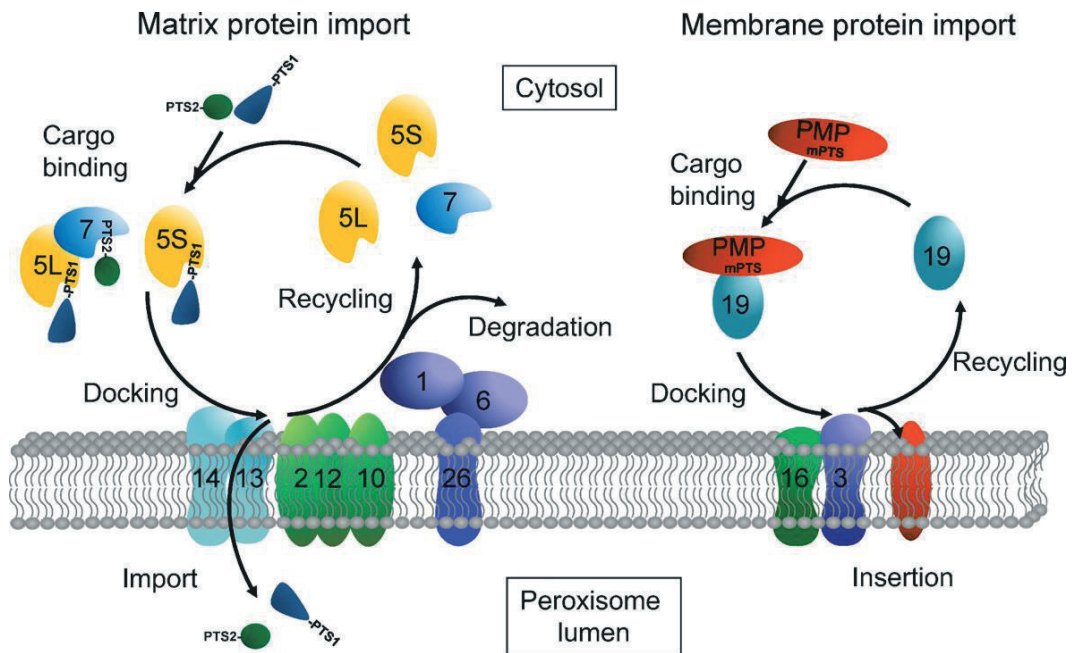 Matrix protein import
Membrane protein import
Cytosol
PTS2-
-PTS1
Cargo
binding
5S
7
5L
7
PTS2-
5L
-PTS1
5S
-PTS1
Recycling
Degradation
Docking
1
6
14
13
2
12
10
26
Import
PTS2-
-PTS1
Peroxisome
lumen
PMP
mPTS
Cargo
binding
PMP
mPTS
19
19
Docking
Recycling
16
3
Insertion